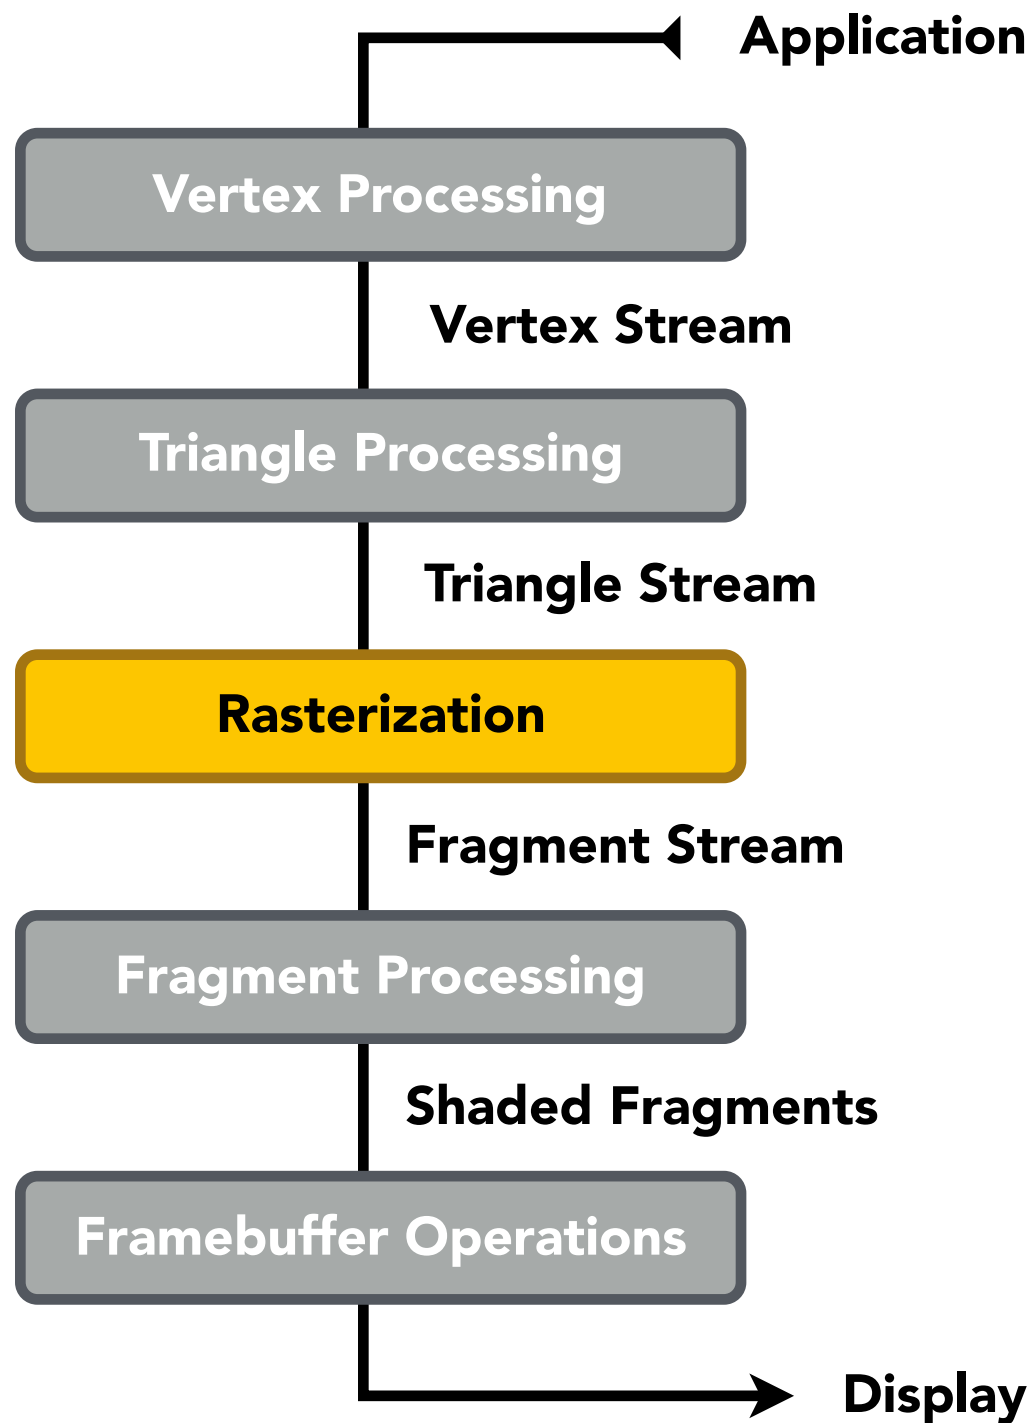 Application
Vertex Processing
Vertex Stream
Triangle Processing
Triangle Stream
Rasterization
Fragment Stream
Fragment Processing
Shaded Fragments
Framebuffer Operations
Display